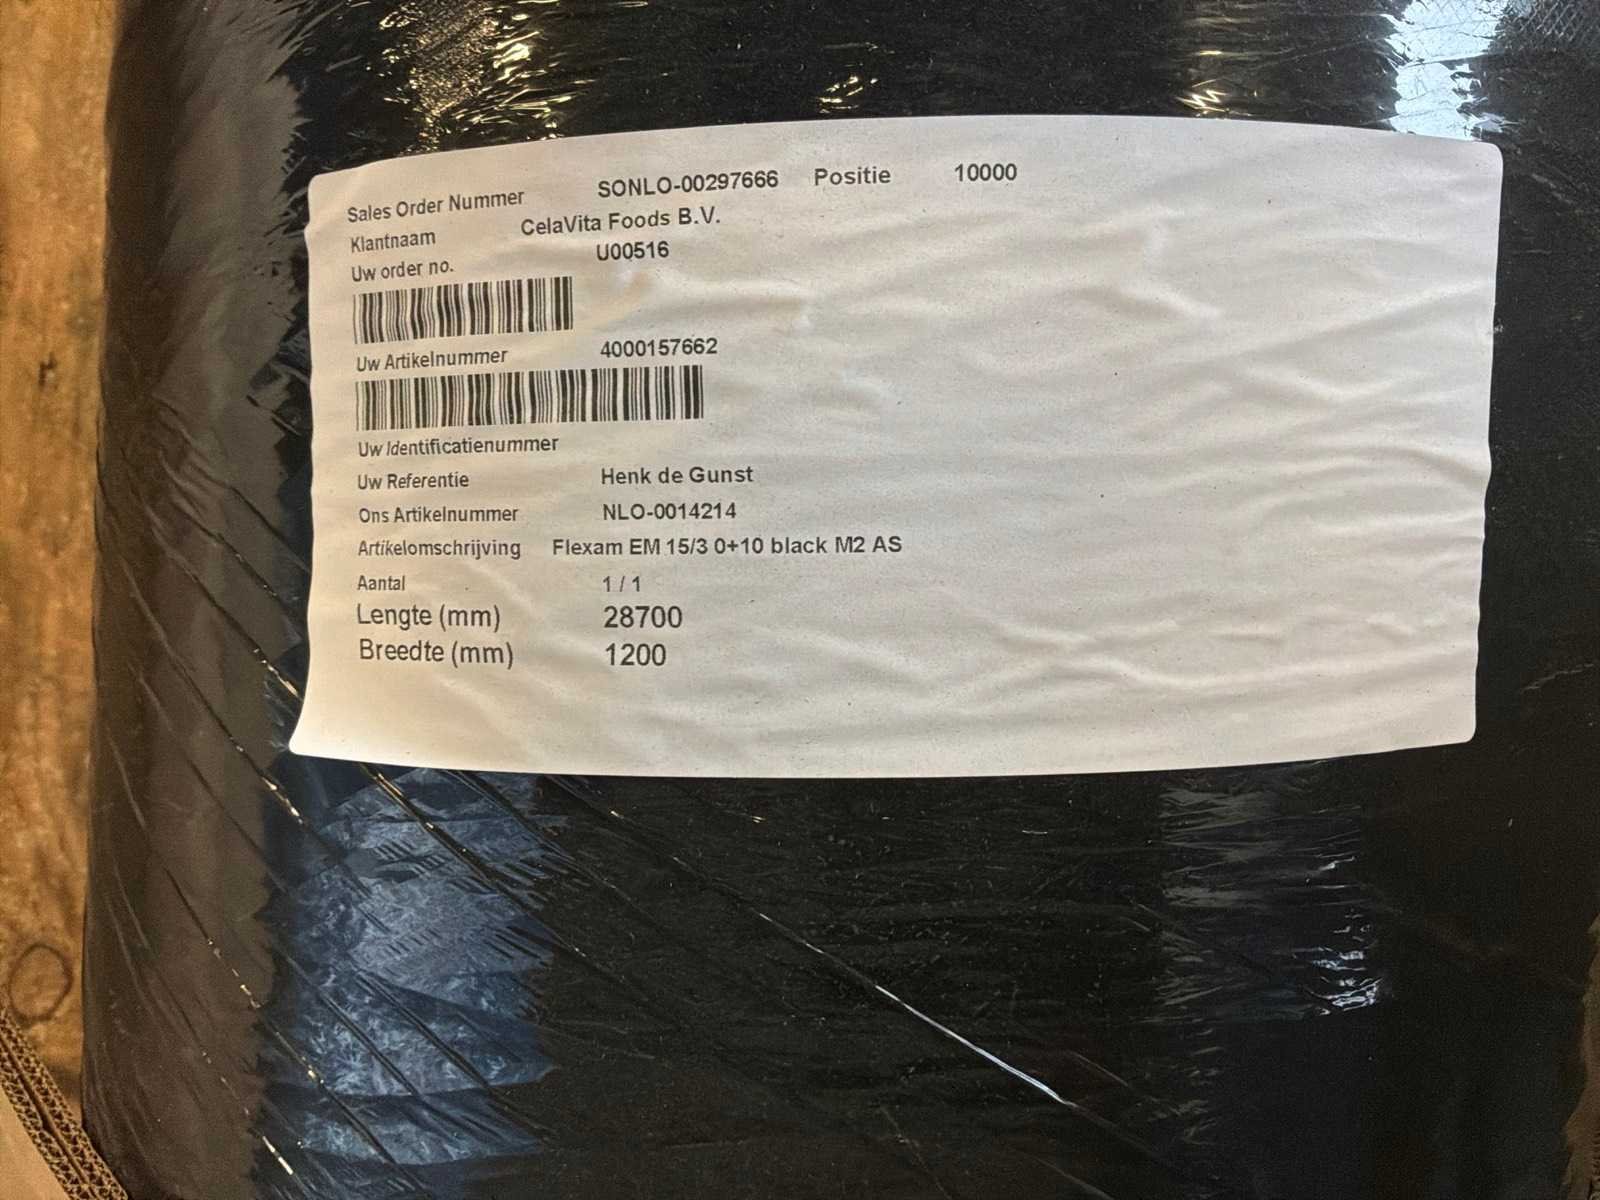 Sales Order Nummer SONLO-00297666 Positie 10000
Klantnaam CelaVita Foods B.V.
Uw order no. U00516
Uw Artikelnummer 4000157662
Uw Identificatienummer
Uw Referentie Henk de Gunst
Ons Artikelnummer NLO-0014214
Artikelomschrijving Flexam EM 15/3 0+10 black M2 AS
Aantal 1 / 1
Lengte (mm) 28700
Breedte (mm) 1200